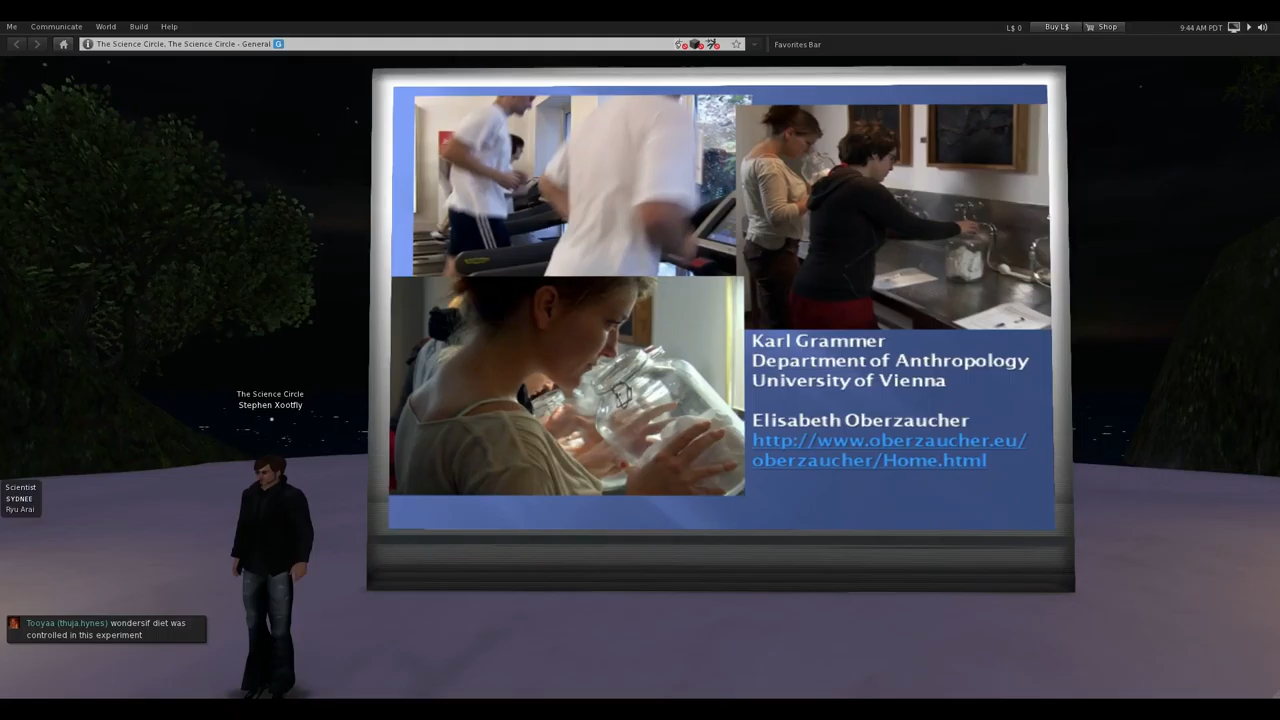 Me Communicate World Build Help
L$ 0 Buy L$ Shop 9:44 AM PDT
The Science Circle, The Science Circle - General G
Favorites Bar
Karl Grammer
Department of Anthropology
University of Vienna
Elisabeth Oberzaucher
http://www.oberzaucher.eu/
oberzaucher/Home.html
The Science Circle
Stephen Xootfly
Scientist
SYDNEE
Ryu Arai
Tooyaa (thuja.hynes) wondersif diet was
controlled in this experiment